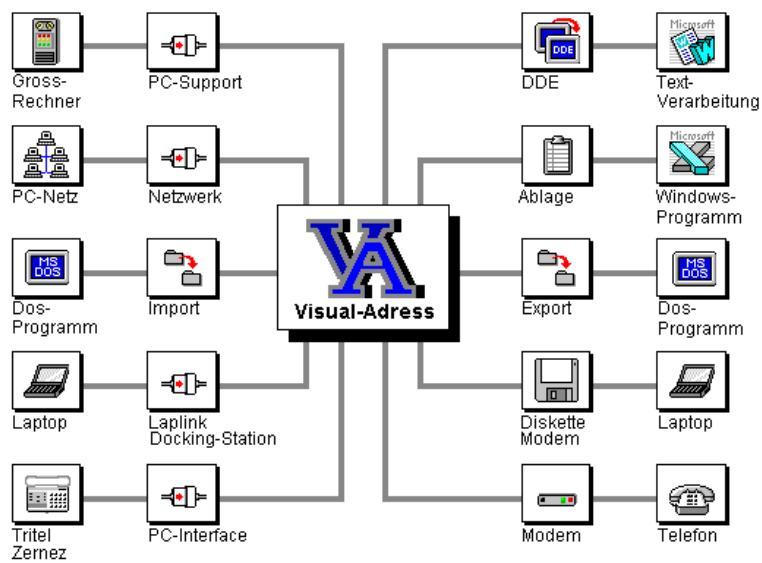 Gross-
Rechner
PC-Support
DDE
DDE
Microsoft
W
Text-
Verarbeitung
PC-Netz
Netzwerk
Ablage
Microsoft
Windows-
Programm
VA
Visual-Adress
MS
DOS
Dos-
Programm
Import
Export
MS
DOS
Dos-
Programm
Laptop
Laplink
Docking-Station
Diskette
Modem
Laptop
Tritel
Zernez
PC-Interface
Modem
Telefon